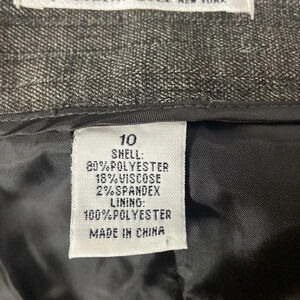 NEW YORK
10
SHELL:
80%POLYESTER
18%VISCOSE
2%SPANDEX
LINING:
100%POLYESTER
MADE IN CHINA